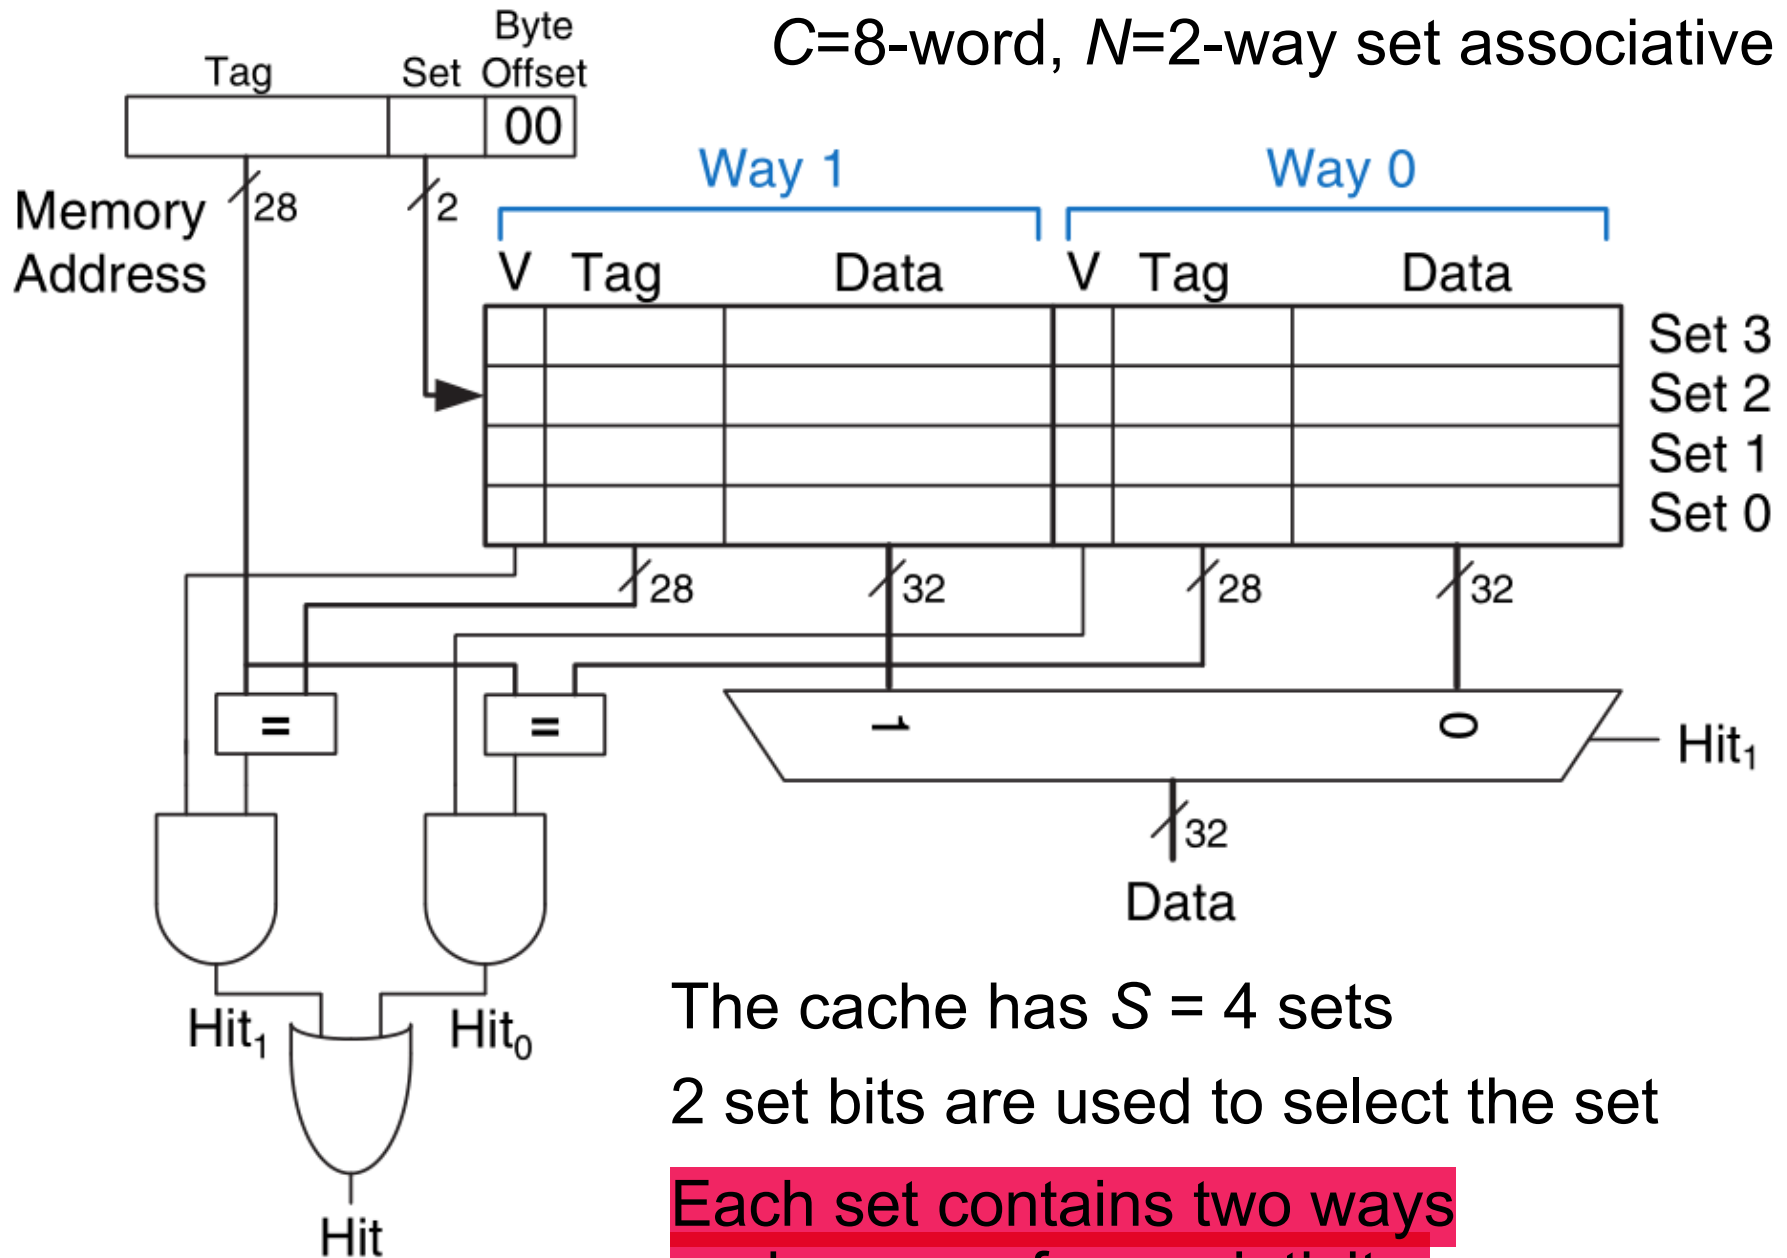 C=8-word, N=2-way set associative
Byte
Tag Set Offset
00
Way 1 Way 0
28 2
Memory
Address
V Tag Data V Tag Data
Set 3
Set 2
Set 1
Set 0
28 32 28 32
= =
1 0
Hit1
32
Data
Hit1 Hit0
Hit
The cache has S = 4 sets
2 set bits are used to select the set
Each set contains two ways